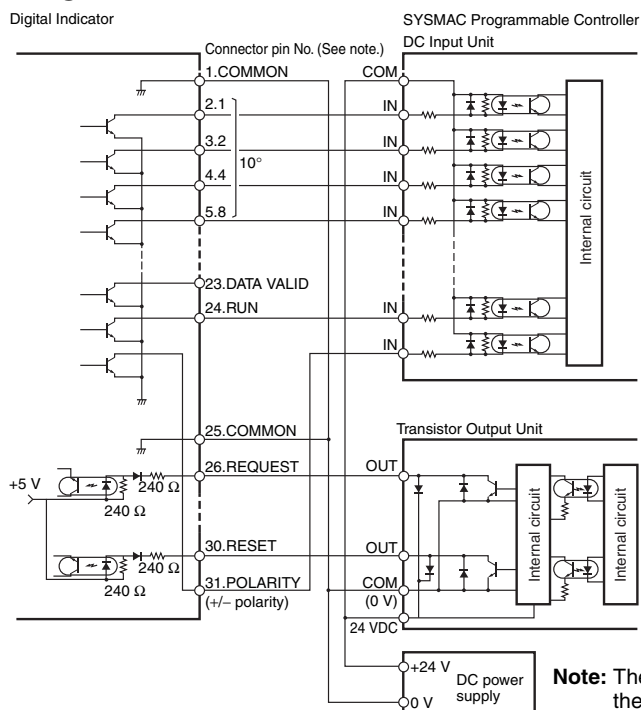 Digital Indicator
SYSMAC Programmable Controller
DC Input Unit
Connector pin No. (See note.)
1.COMMON
COM
2.1
IN
3.2
IN
10°
4.4
IN
5.8
IN
Internal circuit
23.DATA VALID
24.RUN
IN
IN
25.COMMON
Transistor Output Unit
26.REQUEST
OUT
+5 V
240 Ω
240 Ω
Internal circuit
Internal circuit
30.RESET
OUT
240 Ω
240 Ω
31.POLARITY
(+/− polarity)
COM
(0 V)
24 VDC
+24 V
DC power
supply
0 V
Note: The
the